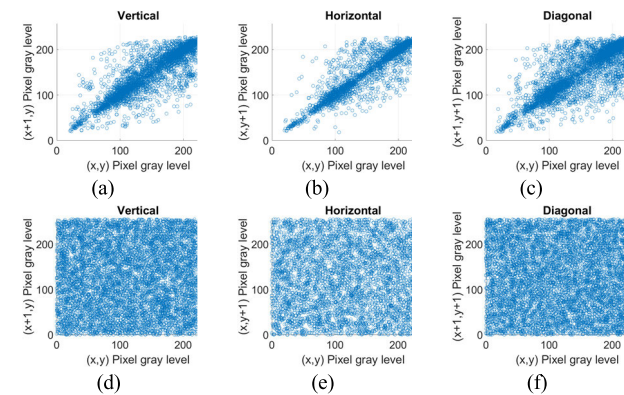 Vertical
(x+1,y) Pixel gray level
200
100
0
0 100 200
(x,y) Pixel gray level
(a)
Horizontal
(x,y+1) Pixel gray level
200
100
0
0 100 200
(x,y) Pixel gray level
(b)
Diagonal
(x+1,y+1) Pixel gray level
200
100
0
0 100 200
(x,y) Pixel gray level
(c)
Vertical
(x+1,y) Pixel gray level
200
100
0
0 100 200
(x,y) Pixel gray level
(d)
Horizontal
(x,y+1) Pixel gray level
200
100
0
0 100 200
(x,y) Pixel gray level
(e)
Diagonal
(x+1,y+1) Pixel gray level
200
100
0
0 100 200
(x,y) Pixel gray level
(f)